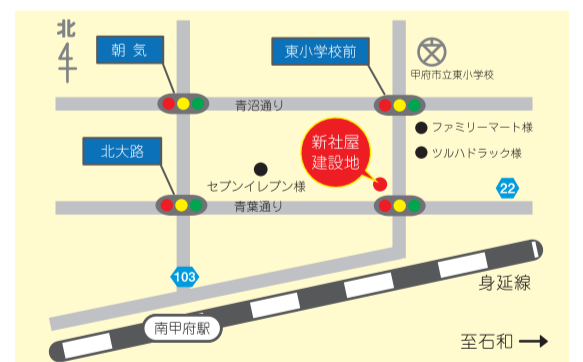 北
朝 気
東小学校前
甲府市立東小学校
青沼通り
ファミリーマート様
新社屋
建設地
北大路
ツルハドラック様
セブンイレブン様
22
青葉通り
103
身延線
南甲府駅
至石和